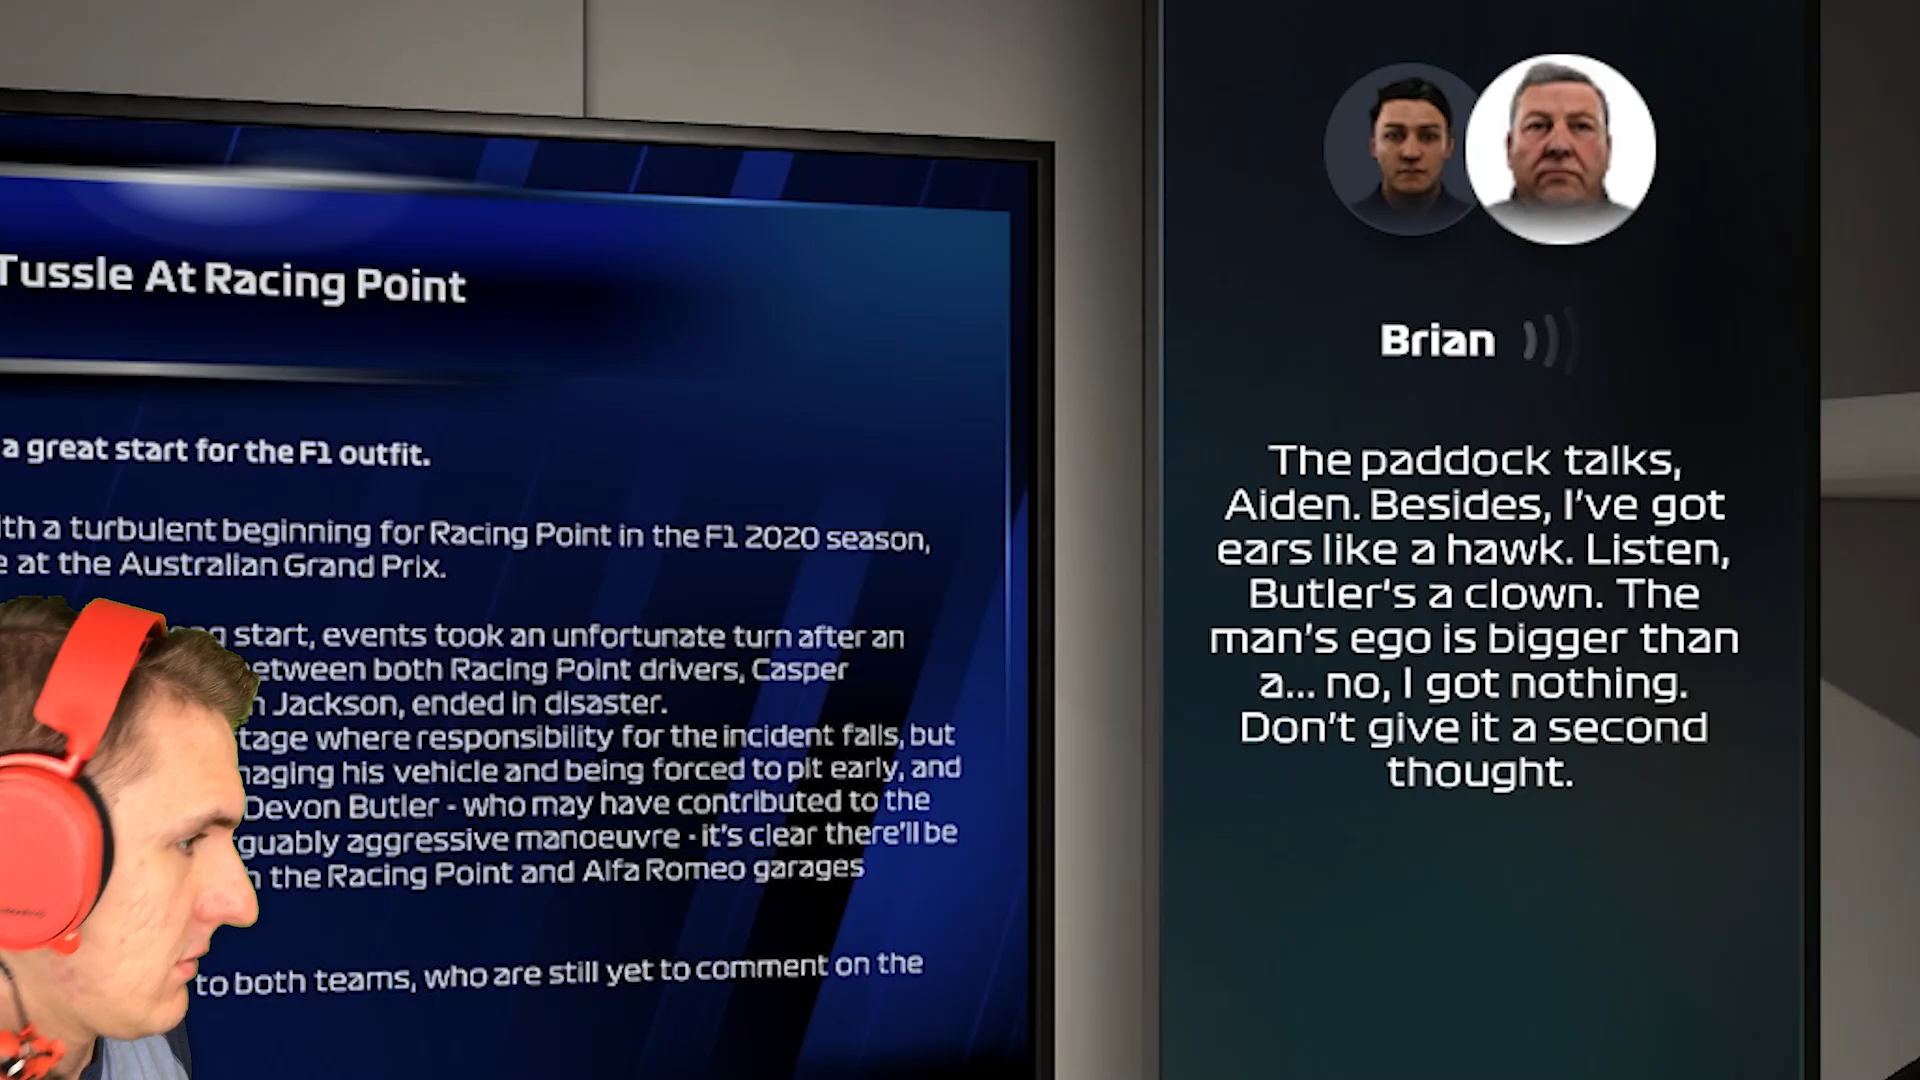 Tussle At Racing Point
a great start for the F1 outfit.
with a turbulent beginning for Racing Point in the F1 2020 season,
at the Australian Grand Prix.
start, events took an unfortunate turn after an
between both Racing Point drivers, Casper
Jackson, ended in disaster.
where responsibility for the incident falls, but
his vehicle and being forced to pit early, and
Devon Butler - who may have contributed to the
aggressive manoeuvre - it's clear there'll be
the Racing Point and Alfa Romeo garages
to both teams, who are still yet to comment on the
Brian
The paddock talks,
Aiden. Besides, I've got
ears like a hawk. Listen,
Butler's a clown. The
man's ego is bigger than
a... no, I got nothing.
Don't give it a second
thought.